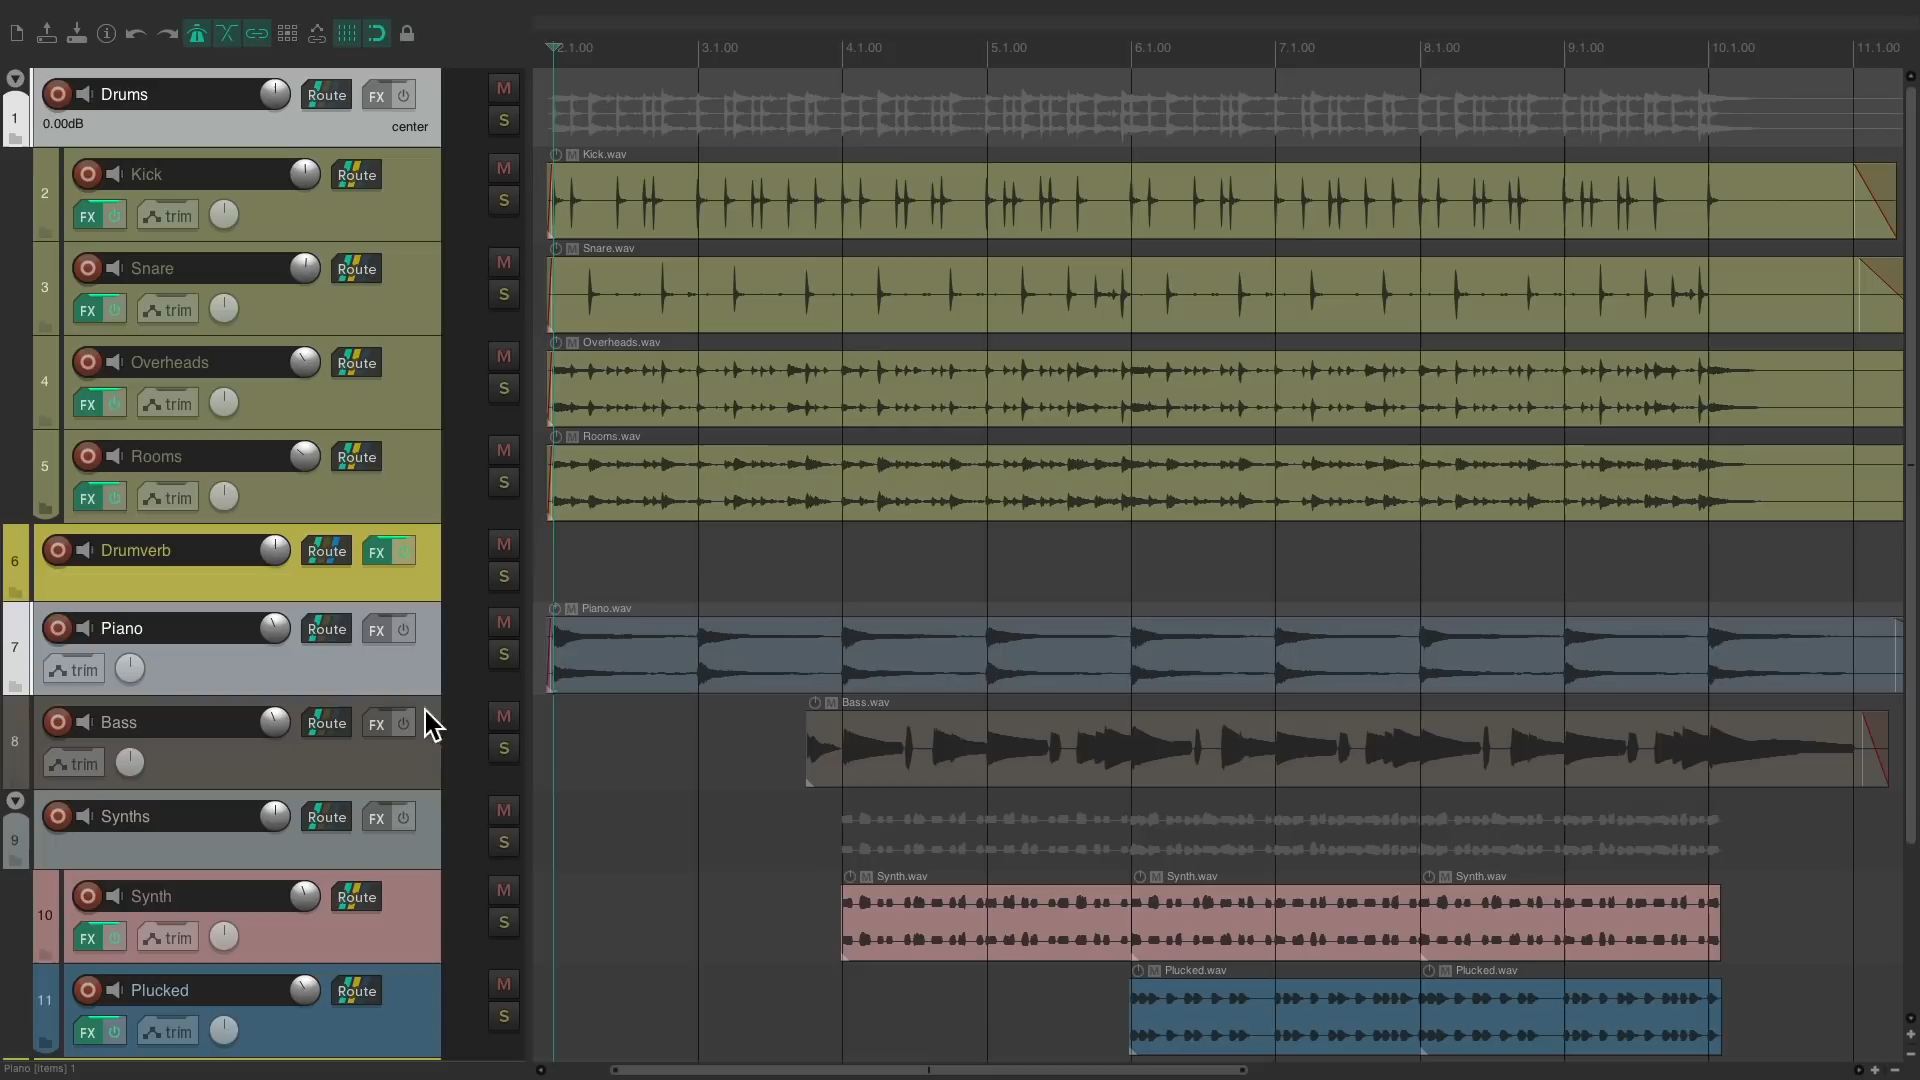 2.1.00 3.1.00 4.1.00 5.1.00 6.1.00 7.1.00 8.1.00 9.1.00 10.1.00 11.1.00
1 Drums Route FX M
0.00dB center S
Kick.wav
2 Kick Route M
FX trim S
Snare.wav
3 Snare Route M
FX trim S
Overheads.wav
4 Overheads Route M
FX trim S
Rooms.wav
5 Rooms Route M
FX trim S
6 Drumverb Route FX M
S
Piano.wav
7 Piano Route FX M
trim S
Bass.wav
8 Bass Route FX M
trim S
9 Synths Route FX M
S
Synth.wav Synth.wav Synth.wav
10 Synth Route M
FX trim S
Plucked.wav Plucked.wav
11 Plucked Route M
FX trim S
Piano [items] 1